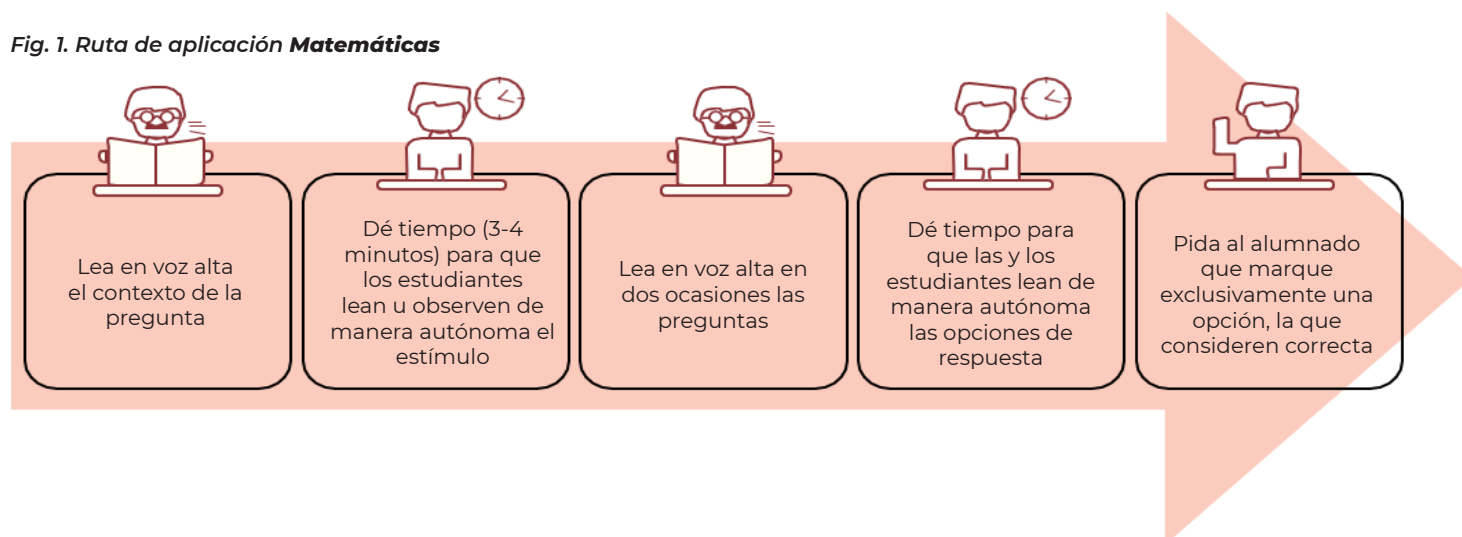 Fig. 1. Ruta de aplicación Matemáticas
Lea en voz alta
el contexto de la
pregunta
Dé tiempo (3-4
minutos) para que
los estudiantes
lean u observen de
manera autónoma el
estímulo
Lea en voz alta en
dos ocasiones las
preguntas
Dé tiempo para
que las y los
estudiantes lean de
manera autónoma
las opciones de
respuesta
Pida al alumnado
que marque
exclusivamente una
opción, la que
consideren correcta